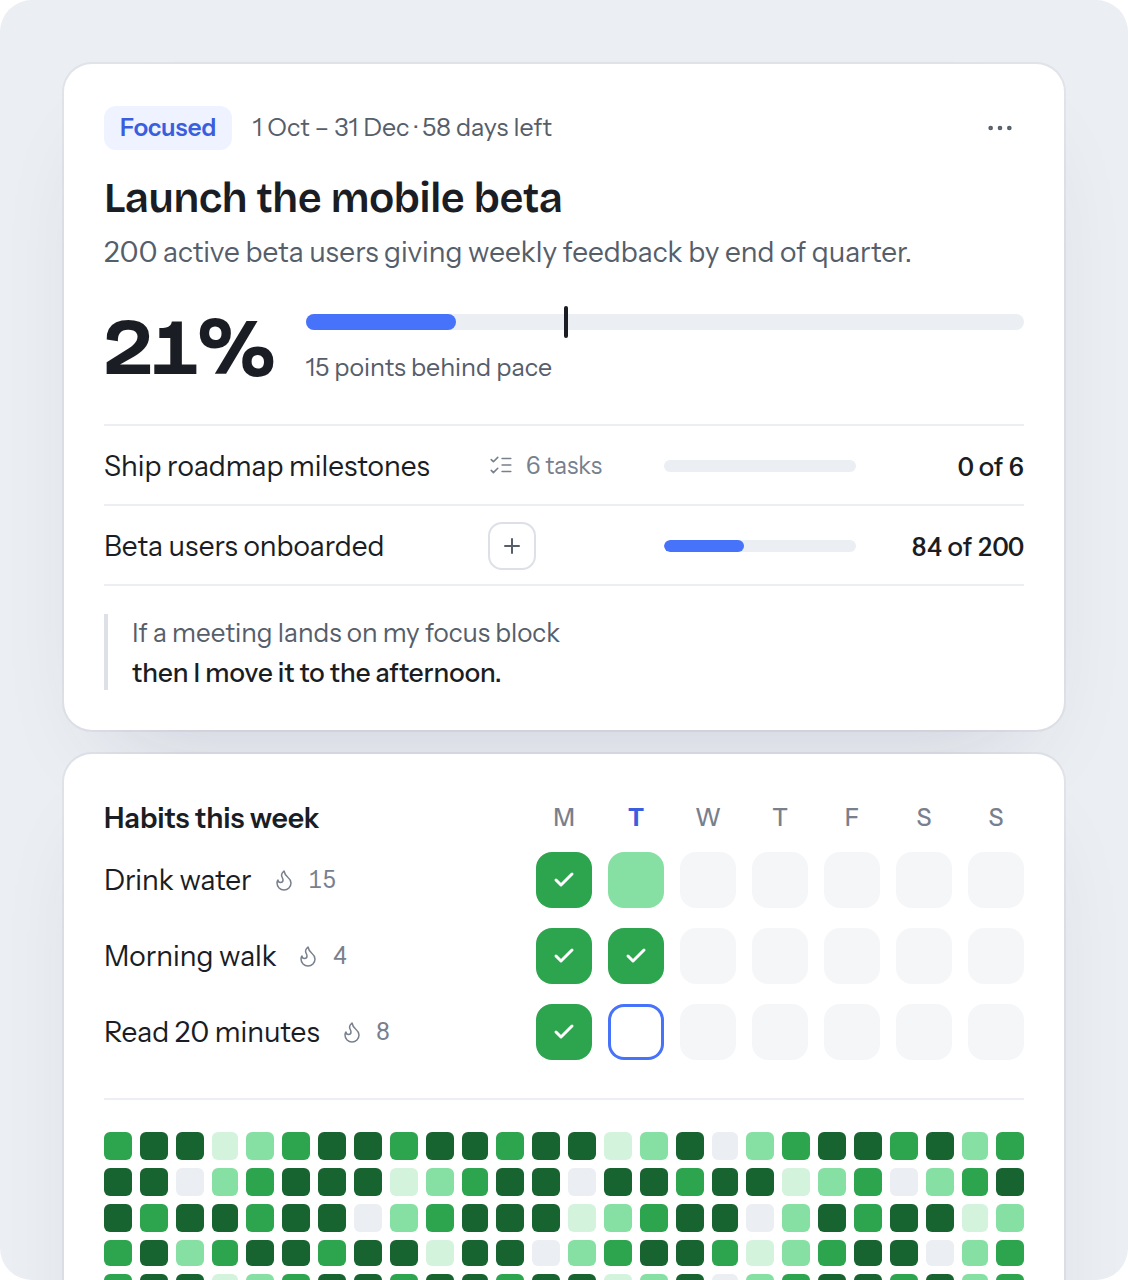 Focused 1 Oct – 31 Dec · 58 days left
Launch the mobile beta
200 active beta users giving weekly feedback by end of quarter.
21%
15 points behind pace
Ship roadmap milestones 6 tasks 0 of 6
Beta users onboarded 84 of 200
If a meeting lands on my focus block
then I move it to the afternoon.
Habits this week M T W T F S S
Drink water 15
Morning walk 4
Read 20 minutes 8